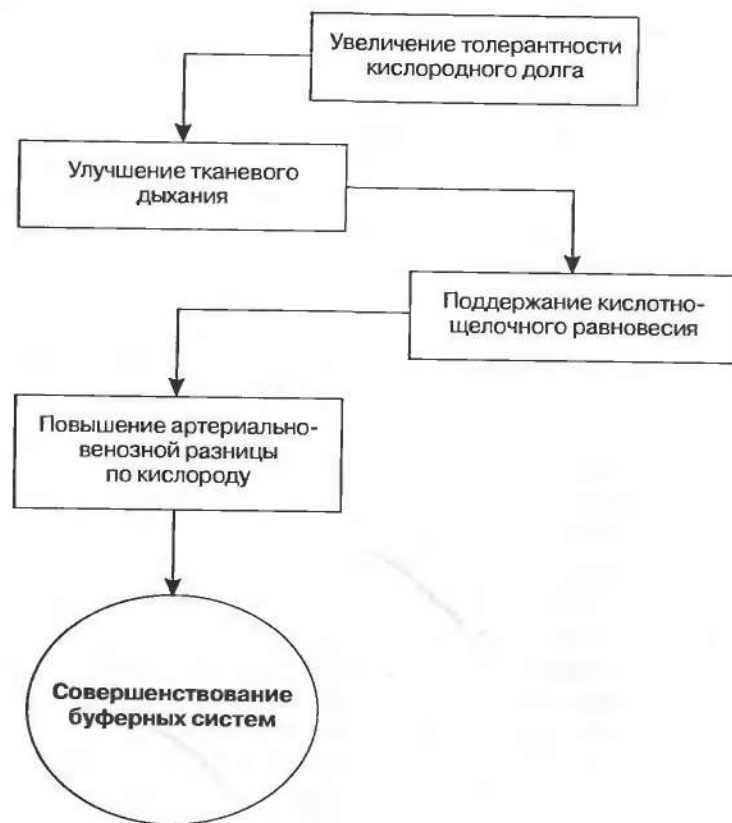 Увеличение толерантности
кислородного долга
Улучшение тканевого
дыхания
Поддержание кислотно-
щелочного равновесия
Повышение артериально-
венозной разницы
по кислороду
Совершенствование
буферных систем